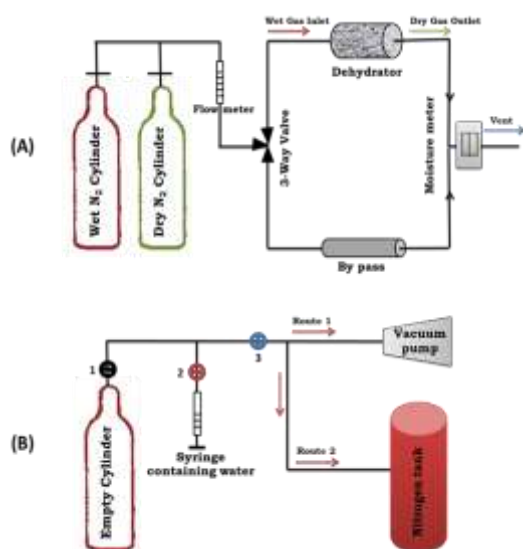 (A)
Wet N₂ Cylinder
Dry N₂ Cylinder
Flow meter
3-Way Valve
Wet Gas Inlet
Dry Gas Outlet
Dehydrator
Moisture meter
Vent
By pass
(B)
1
Empty Cylinder
2
Syringe
containing water
3
Route 1
Vacuum
pump
Route 2
Nitrogen tank